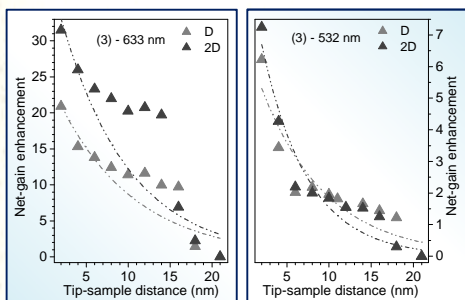 (3) - 633 nm
D
2D
30
25
20
15
10
5
0
5
10
15
20
Net-gain enhancement
Tip-sample distance (nm)
(3) - 532 nm
D
2D
7
6
5
4
3
2
1
0
5
10
15
20
Net-gain enhancement
Tip-sample distance (nm)